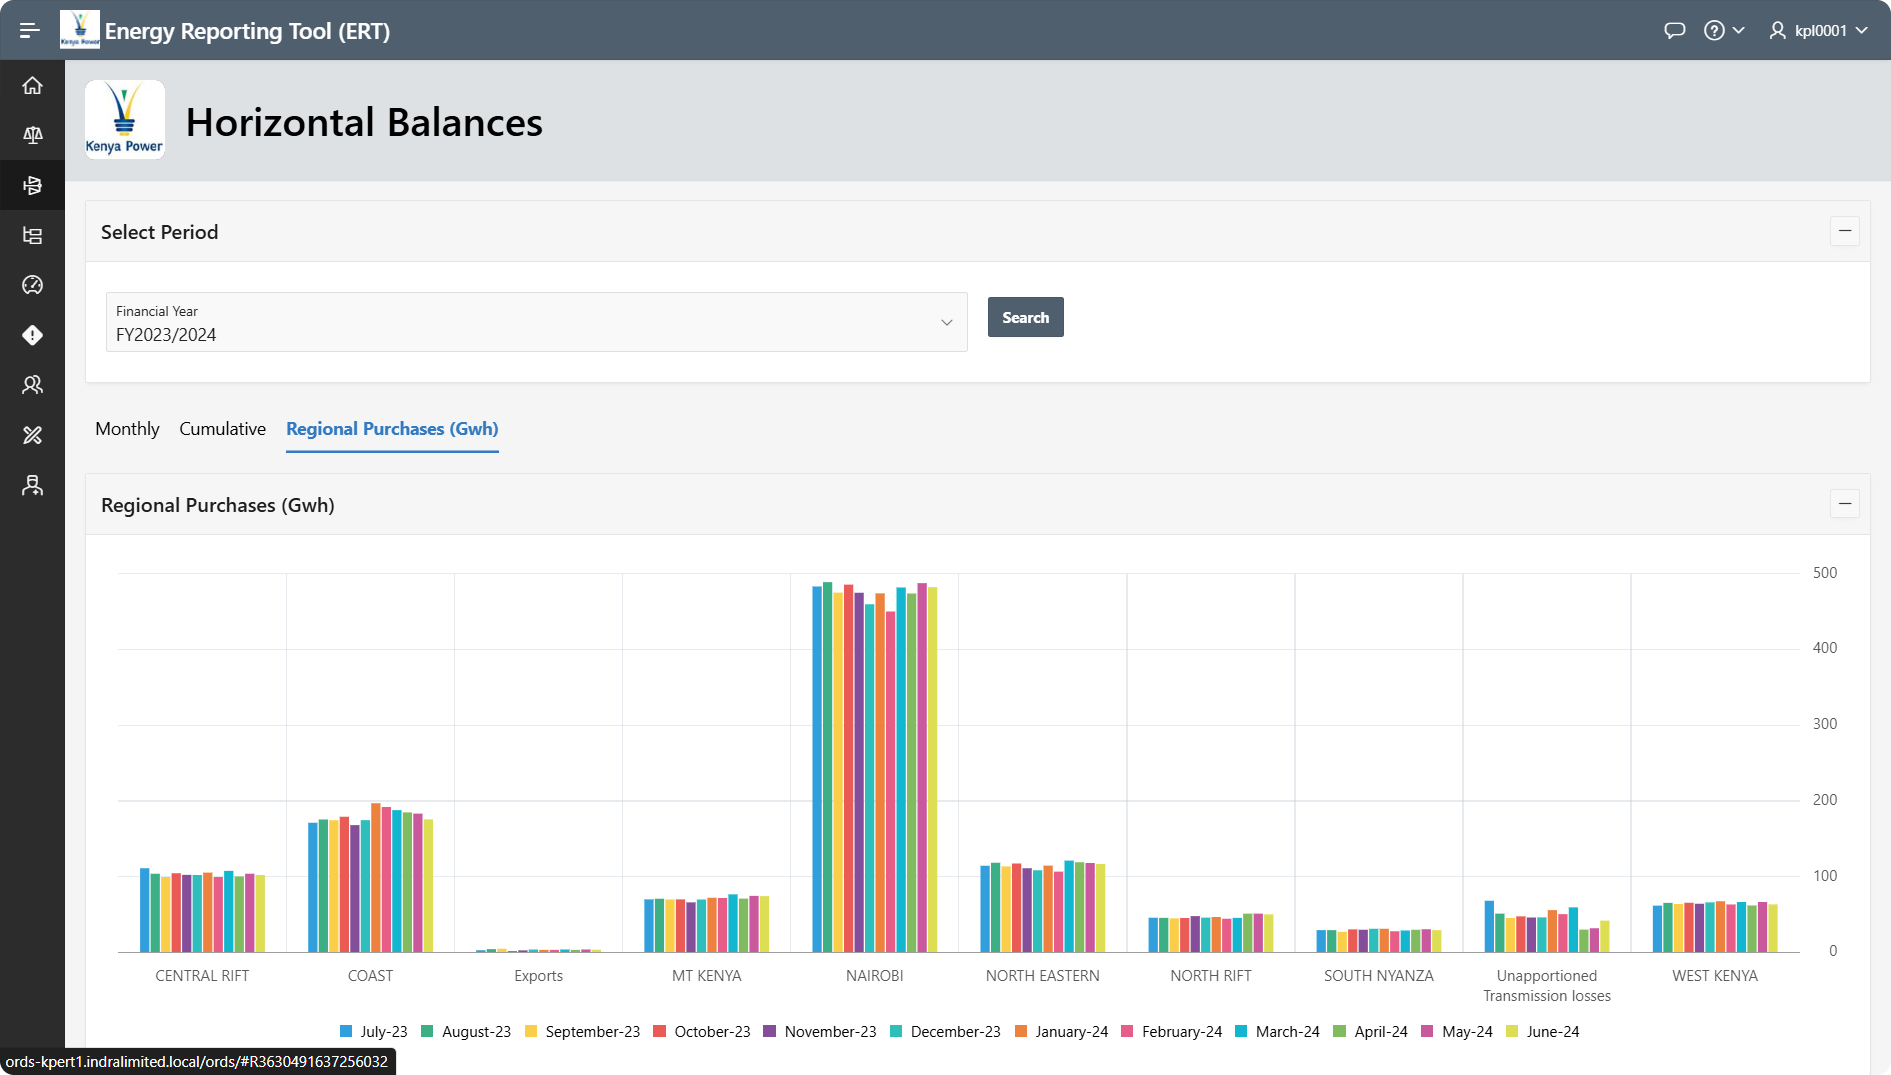 Kenya Power
Energy Reporting Tool (ERT)
kpl0001
Kenya Power
Horizontal Balances
Select Period
Financial Year
FY2023/2024
Search
Monthly
Cumulative
Regional Purchases (Gwh)
Regional Purchases (Gwh)
500
400
300
200
100
0
CENTRAL RIFT
COAST
Exports
MT KENYA
NAIROBI
NORTH EASTERN
NORTH RIFT
SOUTH NYANZA
Unapportioned
Transmission losses
WEST KENYA
July-23
August-23
September-23
October-23
November-23
December-23
January-24
February-24
March-24
April-24
May-24
June-24
ords-kpert1.indralimited.local/ords/#R3630491637256032